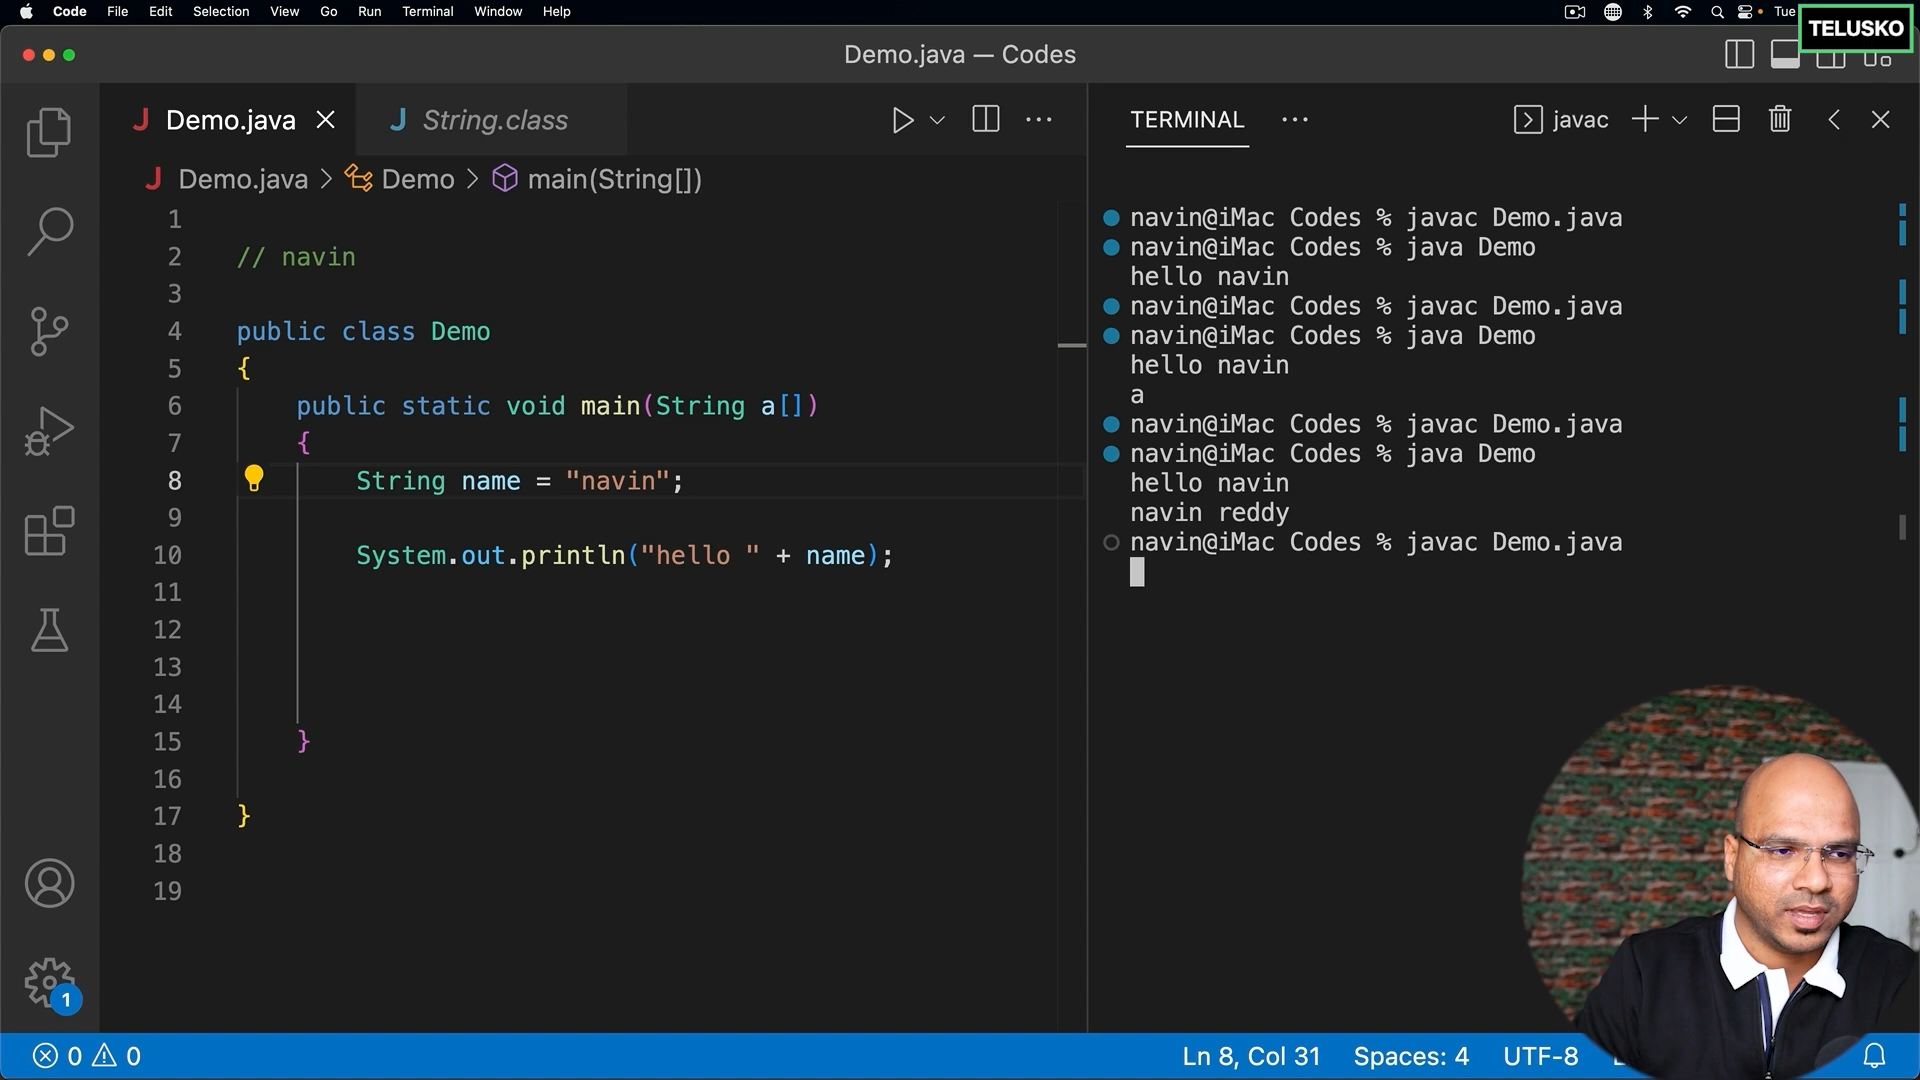 Code File Edit Selection View Go Run Terminal Window Help
Tue
TELUSKO
Demo.java — Codes
Demo.java
String.class
TERMINAL
javac
Demo.java > Demo > main(String[])
1
2 // navin
3
4 public class Demo
5 {
6 public static void main(String a[])
7 {
8 String name = "navin";
9
10 System.out.println("hello " + name);
11
12
13
14
15 }
16
17 }
18
19
navin@iMac Codes % javac Demo.java
navin@iMac Codes % java Demo
hello navin
navin@iMac Codes % javac Demo.java
navin@iMac Codes % java Demo
hello navin
a
navin@iMac Codes % javac Demo.java
navin@iMac Codes % java Demo
hello navin
navin reddy
navin@iMac Codes % javac Demo.java
1
0 0
Ln 8, Col 31 Spaces: 4 UTF-8